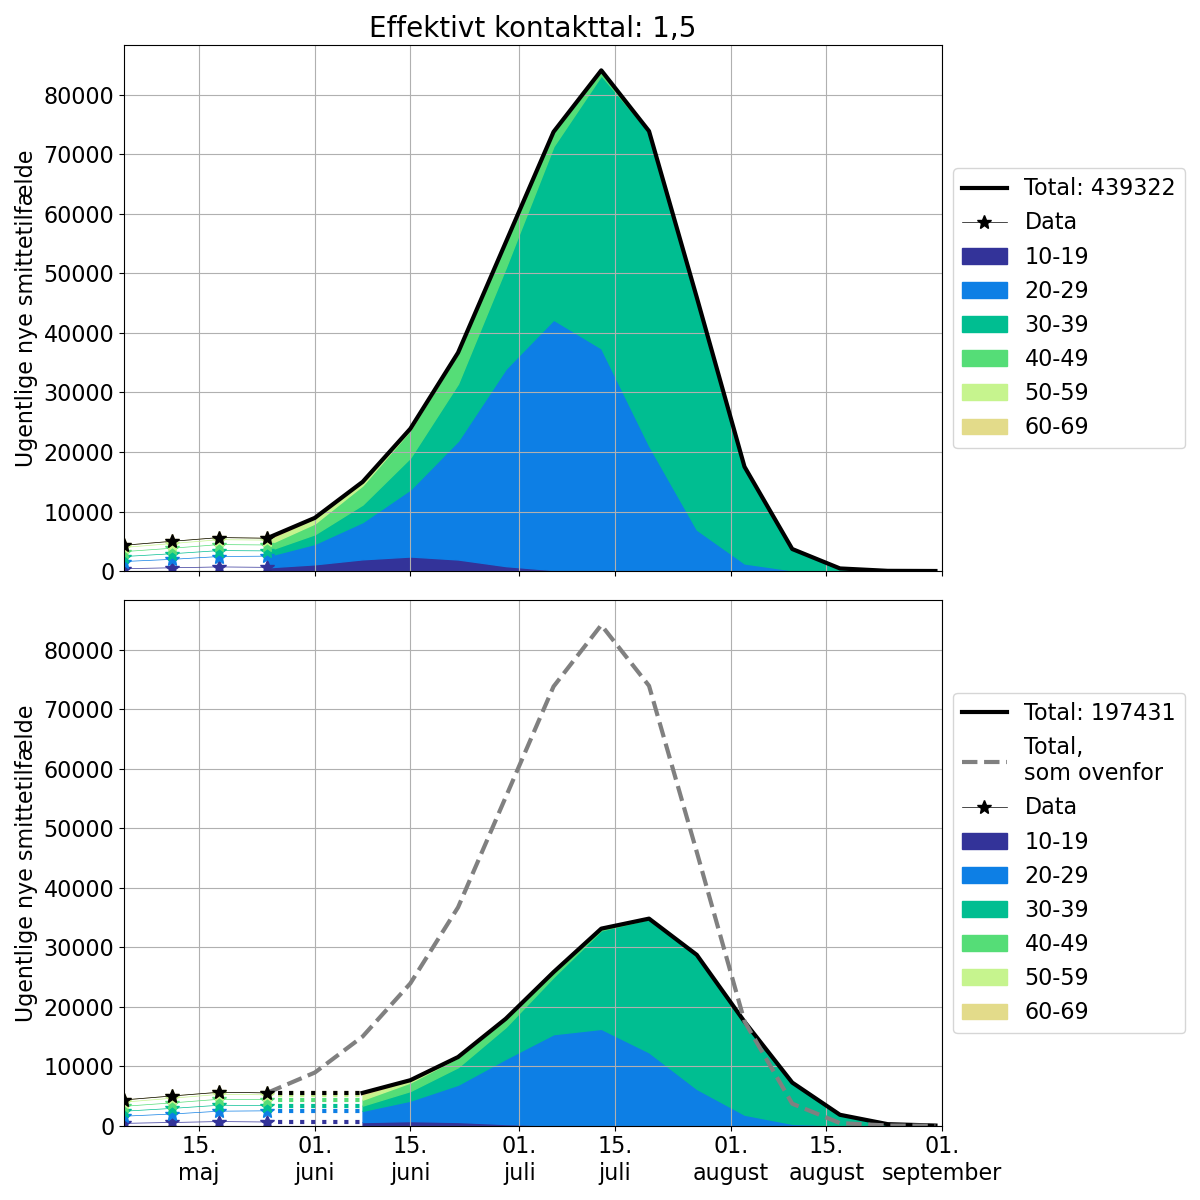 Effektivt kontakttal: 1,5
Ugentlige nye smittetilfælde
80000
70000
60000
50000
40000
30000
20000
10000
0
Total: 439322
Data
10-19
20-29
30-39
40-49
50-59
60-69
Ugentlige nye smittetilfælde
80000
70000
60000
50000
40000
30000
20000
10000
0
15.
maj
01.
juni
15.
juni
01.
juli
15.
juli
01.
august
15.
august
01.
september
Total: 197431
Total,
som ovenfor
Data
10-19
20-29
30-39
40-49
50-59
60-69